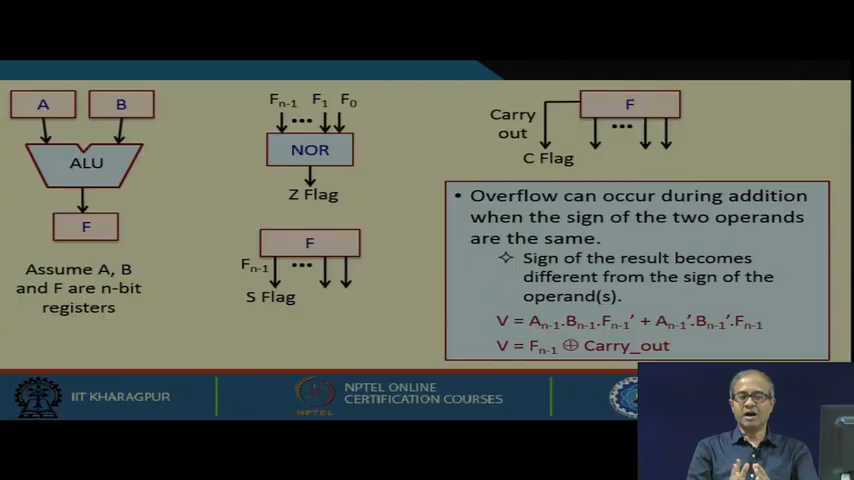 A
B
ALU
F
Assume A, B
and F are n-bit
registers
Fn-1 ••• F1 F0
NOR
Z Flag
F
Fn-1 •••
S Flag
F
Carry
out
•••
C Flag
• Overflow can occur during addition
when the sign of the two operands
are the same.
✧ Sign of the result becomes
different from the sign of the
operand(s).
V = An-1.Bn-1.Fn-1′ + An-1′.Bn-1′.Fn-1
V = Fn-1 ⊕ Carry_out
IIT KHARAGPUR
NPTEL
NPTEL ONLINE
CERTIFICATION COURSES